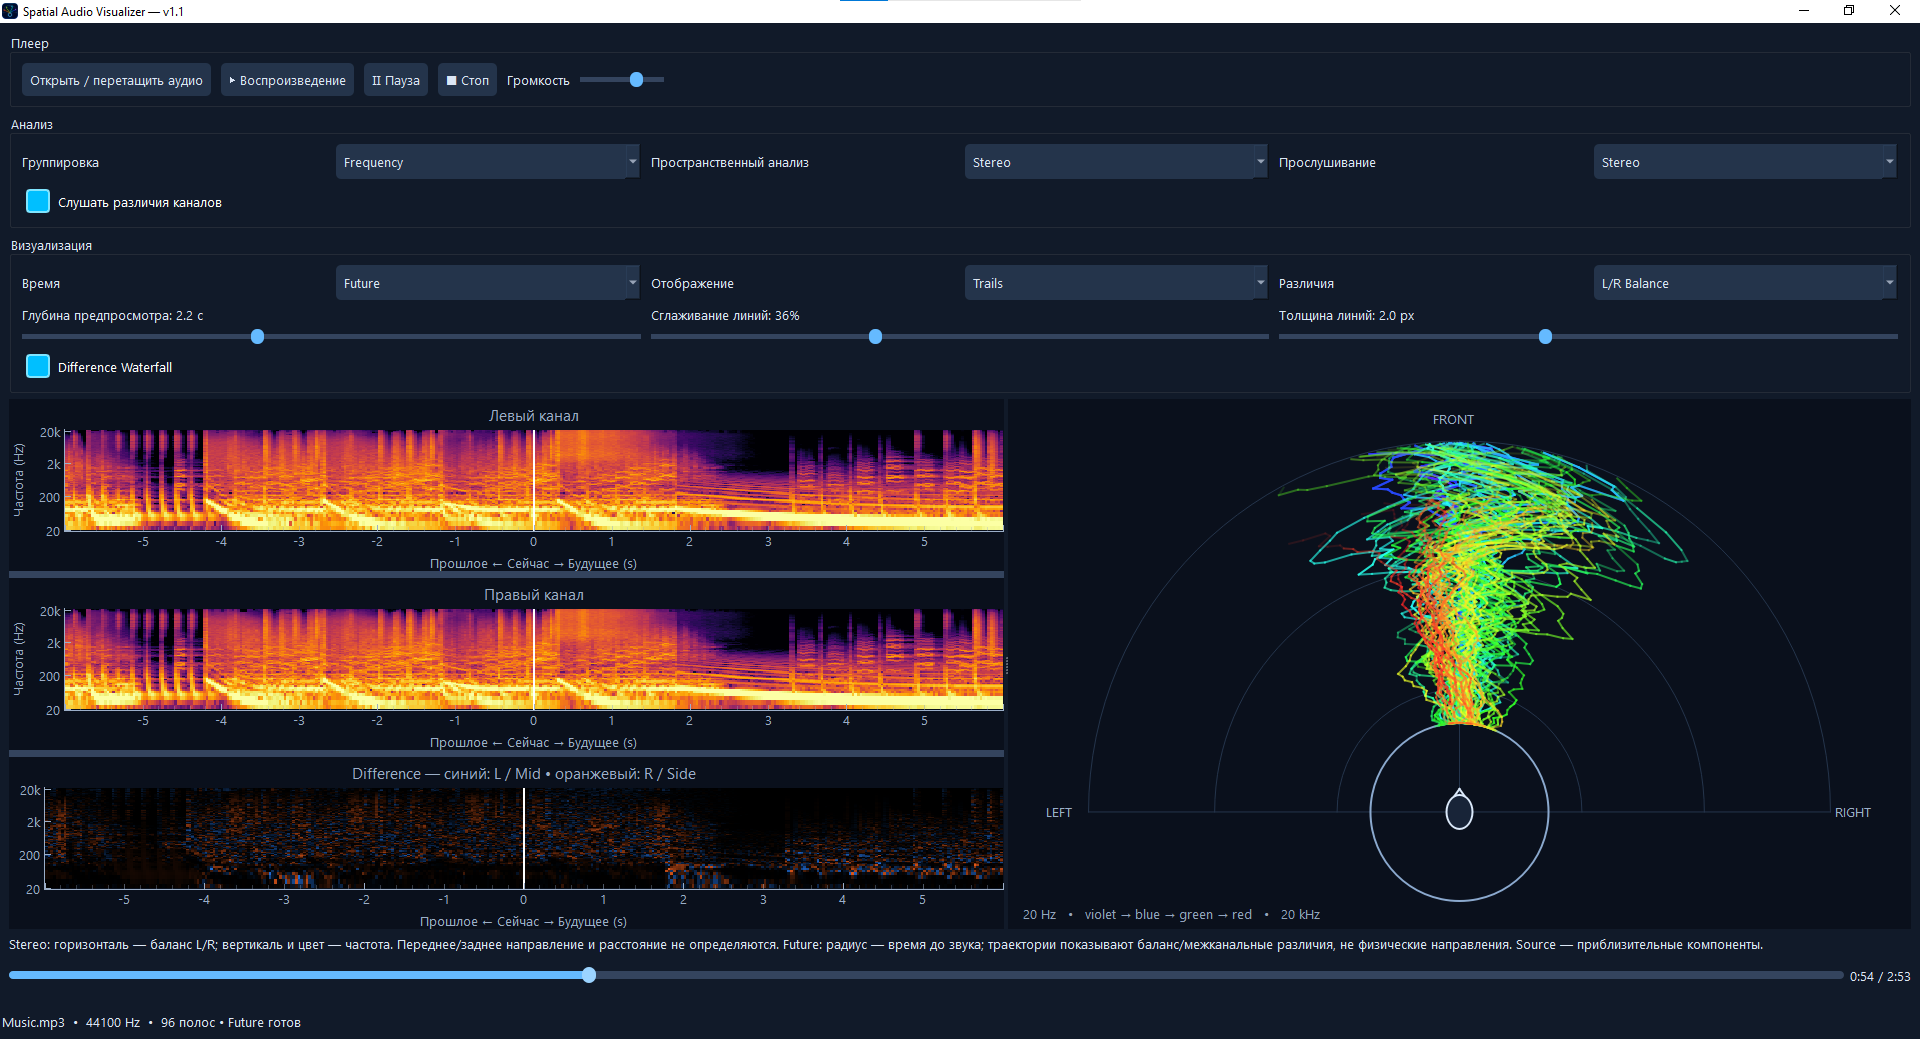 Spatial Audio Visualizer — v1.1
Плеер
Открыть / перетащить аудио
Воспроизведение
Пауза
Стоп
Громкость
Анализ
Группировка
Frequency
Пространственный анализ
Stereo
Прослушивание
Stereo
Слушать различия каналов
Визуализация
Время
Future
Отображение
Trails
Различия
L/R Balance
Глубина предпросмотра: 2.2 с
Сглаживание линий: 36%
Толщина линий: 2.0 px
Difference Waterfall
Левый канал
Частота (Hz)
20k
2k
200
20
-5 -4 -3 -2 -1 0 1 2 3 4 5
Прошлое ← Сейчас → Будущее (s)
Правый канал
Частота (Hz)
20k
2k
200
20
-5 -4 -3 -2 -1 0 1 2 3 4 5
Прошлое ← Сейчас → Будущее (s)
Difference — синий: L / Mid • оранжевый: R / Side
20k
2k
200
20
-5 -4 -3 -2 -1 0 1 2 3 4 5
Прошлое ← Сейчас → Будущее (s)
FRONT
LEFT
RIGHT
20 Hz • violet → blue → green → red • 20 kHz
Stereo: горизонталь — баланс L/R; вертикаль и цвет — частота. Переднее/заднее направление и расстояние не определяются. Future: радиус — время до звука; траектории показывают баланс/межканальные различия, не физические направления. Source — приблизительные компоненты.
0:54 / 2:53
Music.mp3 • 44100 Hz • 96 полос • Future готов